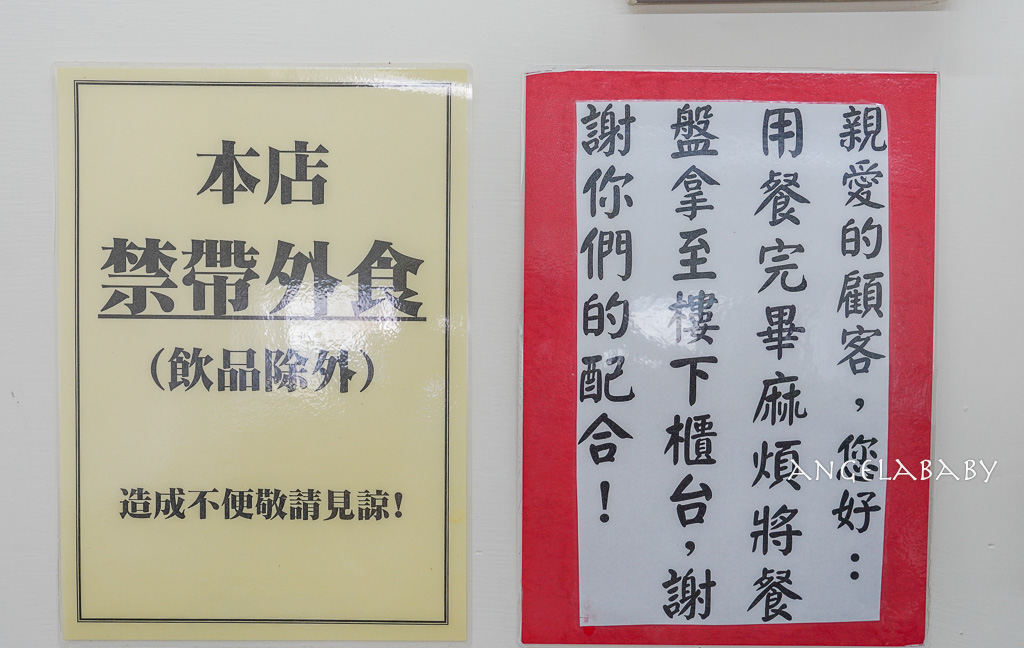 本店
禁帶外食
(飲品除外)
造成不便敬請見諒!
親愛的顧客，您好：
用餐完畢麻煩將餐
盤拿至樓下櫃台，謝
謝你們的配合！
ANGELABABY